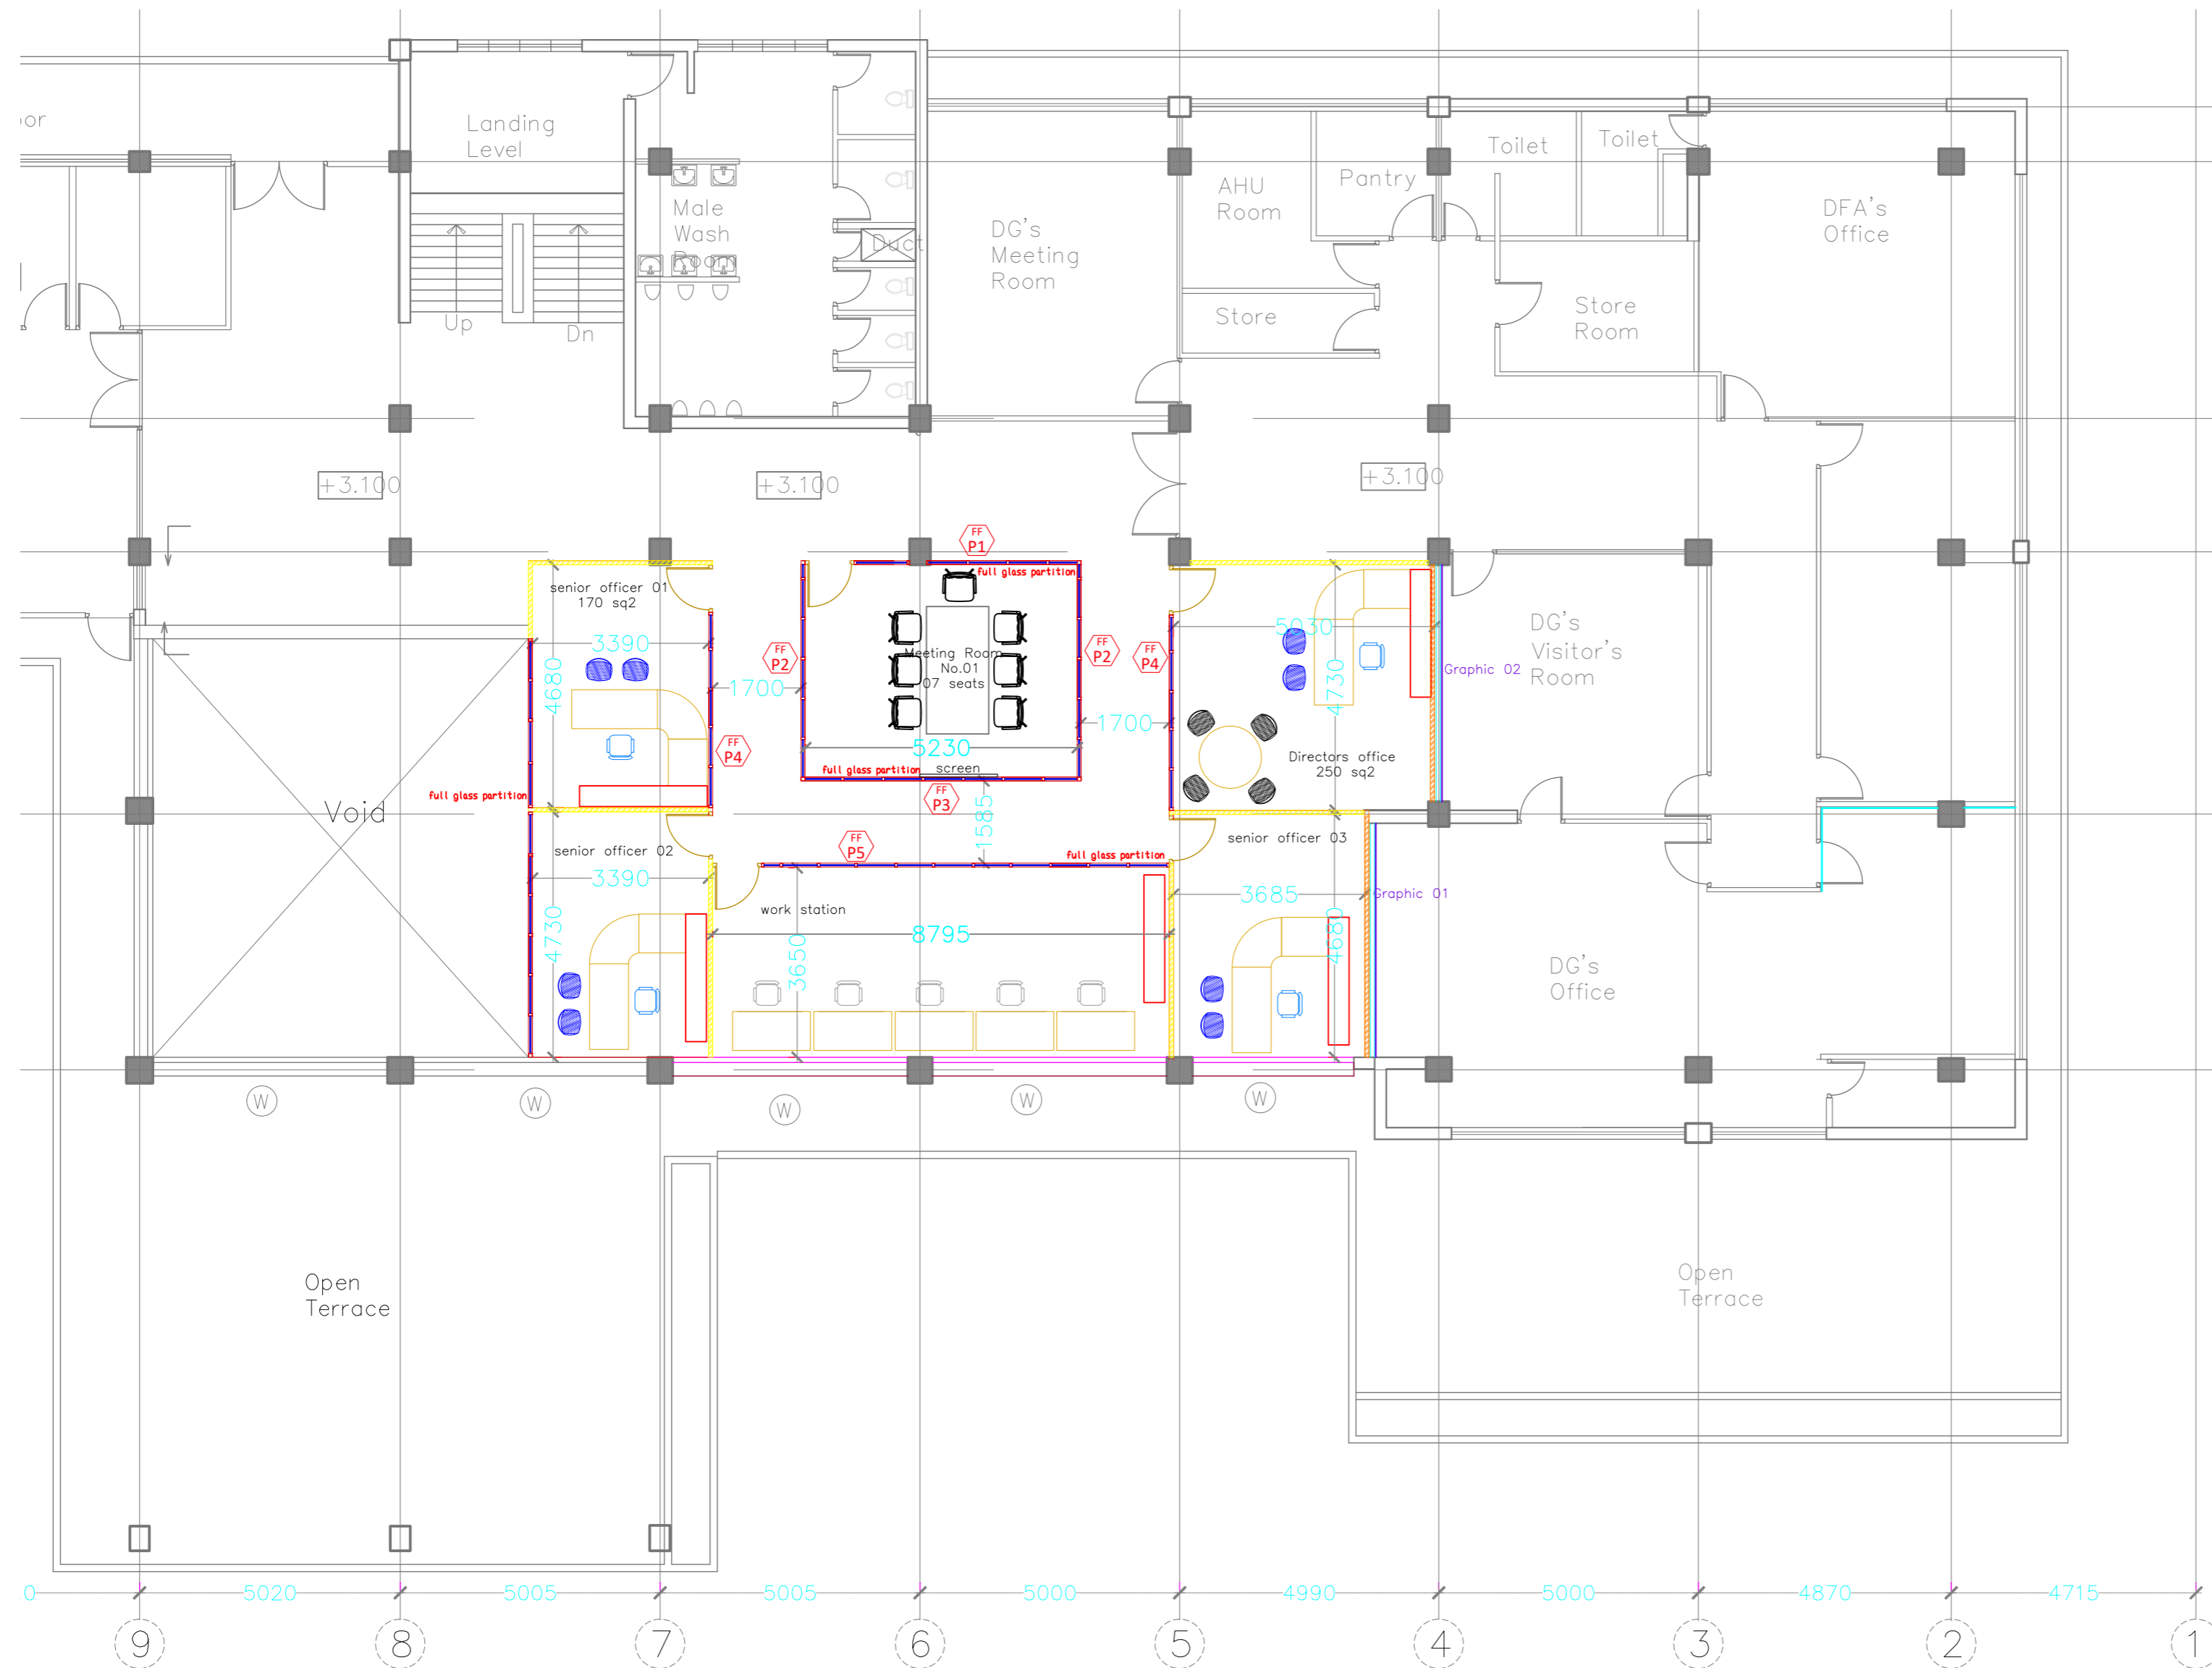 oor
Landing
Level
Male
Wash
Room
Duct
Up
Dn
DG's
Meeting
Room
AHU
Room
Pantry
Toilet
Toilet
Store
Store
Room
DFA's
Office
+3.100
+3.100
+3.100
FF
P1
full glass partition
senior officer 01
170 sq2
3390
4680
1700
FF
P2
Meeting Room
No.01
07 seats
FF
P2
FF
P4
1700
5230
full glass partition
screen
FF
P3
1585
FF
P4
full glass partition
5030
4730
Directors office
250 sq2
Graphic 02
DG's
Visitor's
Room
Void
senior officer 02
3390
4730
FF
P5
full glass partition
work station
8795
3650
senior officer 03
3685
4680
Graphic 01
DG's
Office
W
W
W
W
W
Open
Terrace
Open
Terrace
0
5020
5005
5005
5000
4990
5000
4870
4715
9
8
7
6
5
4
3
2
1